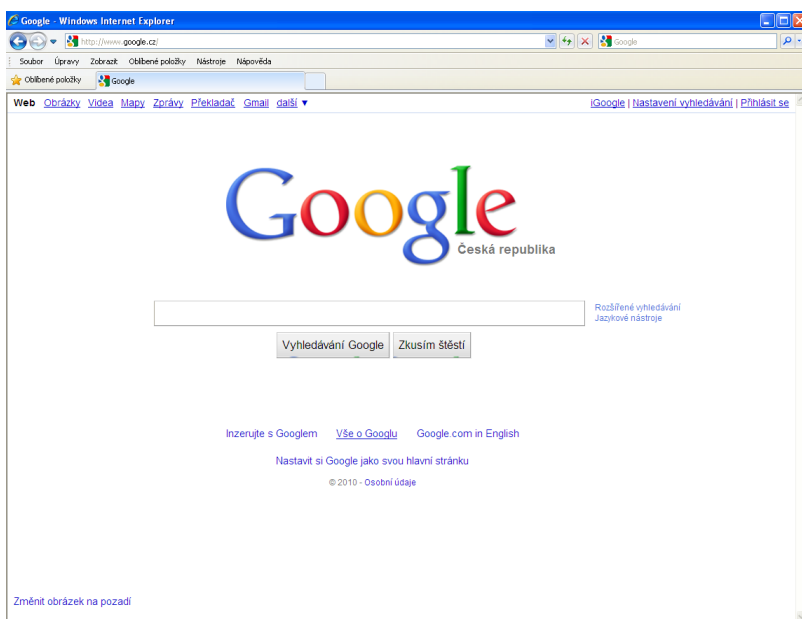 Google - Windows Internet Explorer
http://www.google.cz/
Google
Soubor Úpravy Zobrazit Oblíbené položky Nástroje Nápověda
Oblíbené položky Google
Web Obrázky Videa Mapy Zprávy Překladač Gmail další ▼ iGoogle | Nastavení vyhledávání | Přihlásit se
Google
Česká republika
Rozšířené vyhledávání
Jazykové nástroje
Vyhledávání Google Zkusím štěstí
Inzerujte s Googlem Vše o Googlu Google.com in English
Nastavit si Google jako svou hlavní stránku
© 2010 - Osobní údaje
Změnit obrázek na pozadí